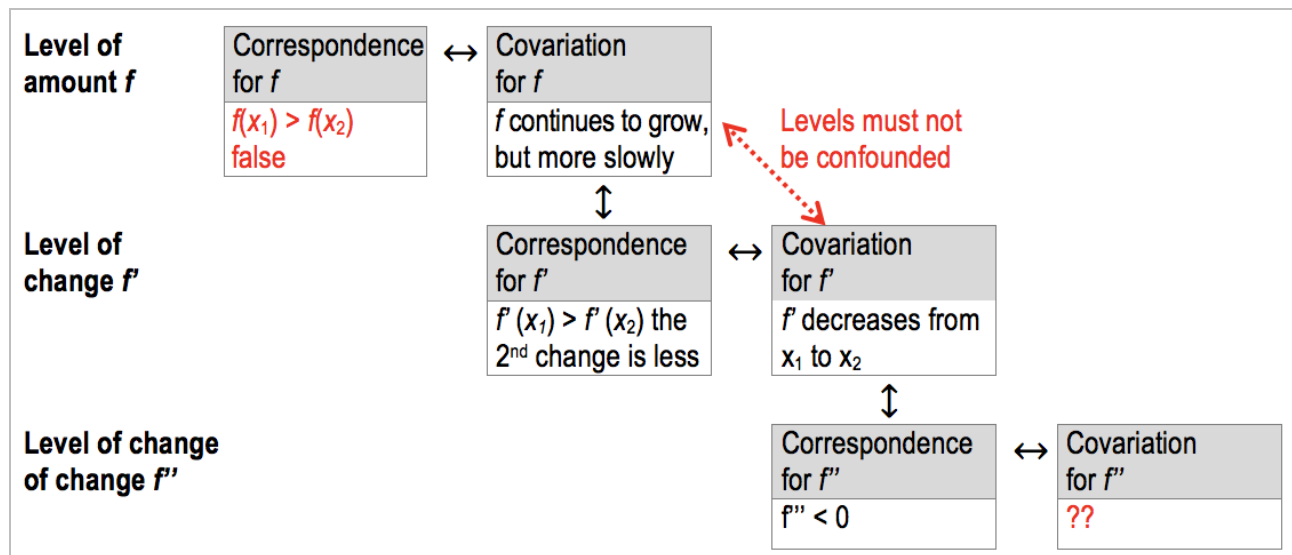 Level of
amount f
Correspondence
for f
f(x₁) > f(x₂)
false
↔
Covariation
for f
f continues to grow,
but more slowly
Levels must not
be confounded
↕
Level of
change f'
Correspondence
for f'
f' (x₁) > f' (x₂) the
2nd change is less
↔
Covariation
for f'
f' decreases from
x₁ to x₂
↕
Level of change
of change f''
Correspondence
for f''
f''' < 0
↔
Covariation
for f''
??